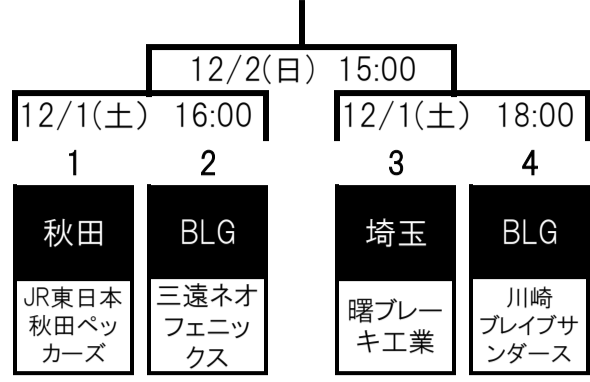 12/2(日) 15:00
12/1(土) 16:00
12/1(土) 18:00
1
2
3
4
秋田
BLG
埼玉
BLG
JR東日本
秋田ペッ
カーズ
三遠ネオ
フェニッ
クス
曙ブレー
キ工業
川崎
ブレイブサ
ンダース